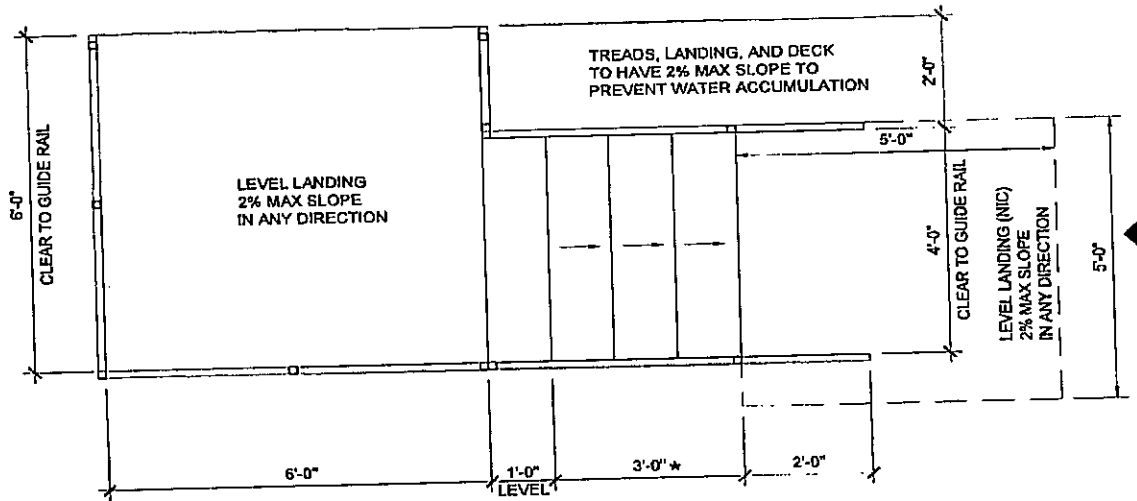 TREADS, LANDING, AND DECK
TO HAVE 2% MAX SLOPE TO
PREVENT WATER ACCUMULATION
2'-0"
5'-0"
6'-0"
CLEAR TO GUIDE RAIL
LEVEL LANDING
2% MAX SLOPE
IN ANY DIRECTION
4'-0"
CLEAR TO GUIDE RAIL
LEVEL LANDING (NIC)
2% MAX SLOPE
IN ANY DIRECTION
5'-0"
6'-0"
1'-0"
LEVEL
3'-0" *
2'-0"